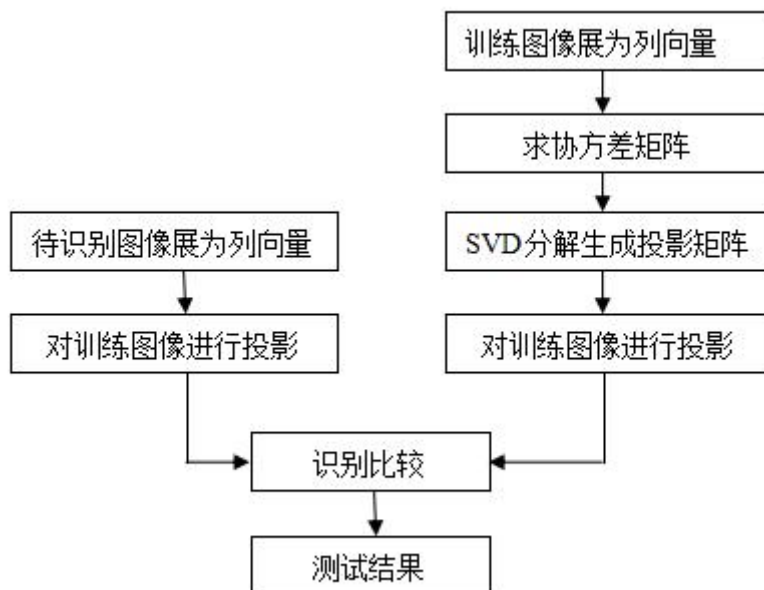 训练图像展为列向量
求协方差矩阵
待识别图像展为列向量
SVD分解生成投影矩阵
对训练图像进行投影
对训练图像进行投影
识别比较
测试结果